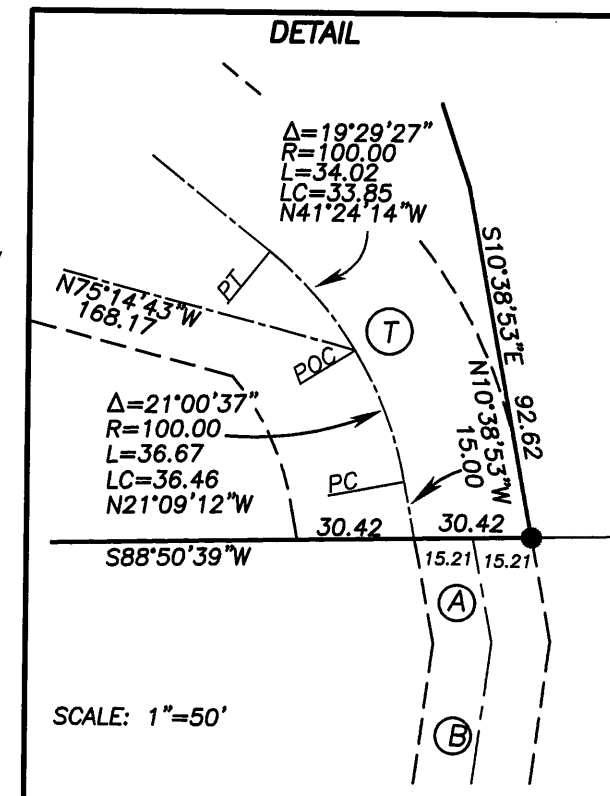 DETAIL
Δ=19°29'27"
R=100.00
L=34.02
LC=33.85
N41°24'14"W
S10°38'53"E 92.62
PT
N75°14'43"W
168.17
T
POC
Δ=21°00'37"
R=100.00
L=36.67
LC=36.46
N21°09'12"W
N10°38'53"W
15.00
PC
30.42
30.42
S88°50'39"W
15.21
15.21
A
B
SCALE: 1"=50'